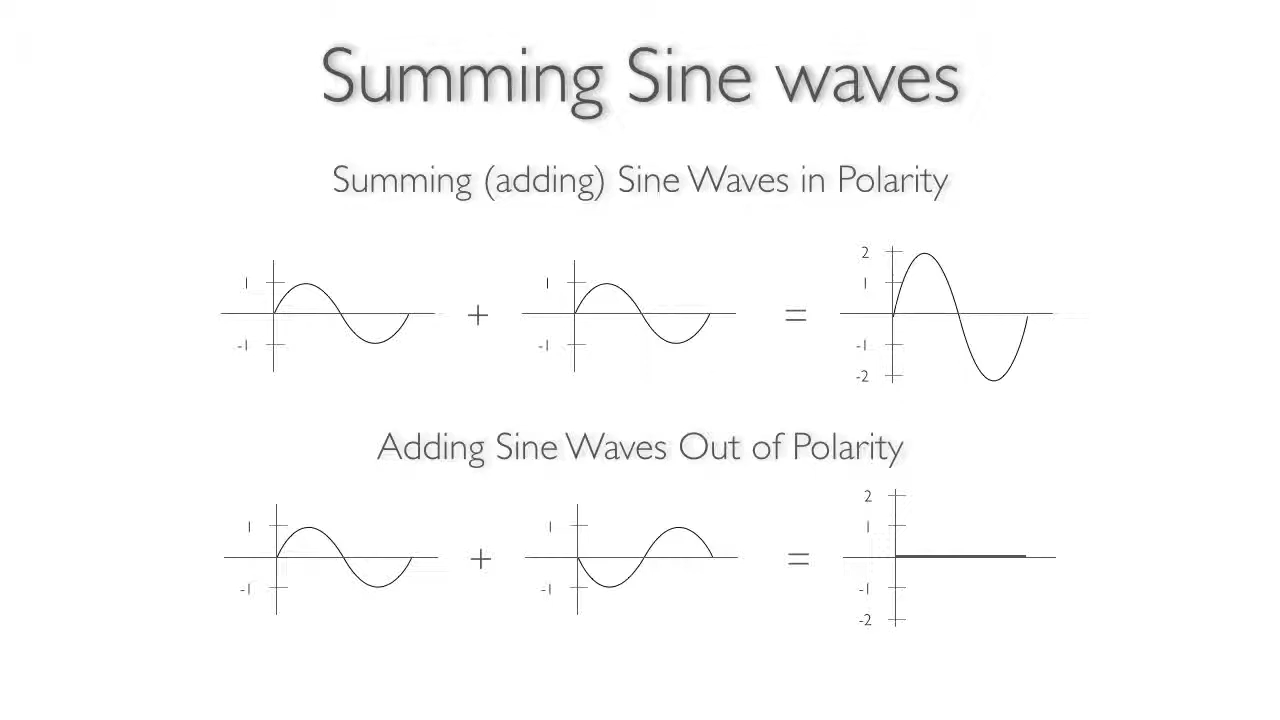 Summing Sine waves
Summing (adding) Sine Waves in Polarity
1 1 2
1
+ =
-1 -1 -1
-2
Adding Sine Waves Out of Polarity
2
1 1 1
+ =
-1 -1 -1
-2